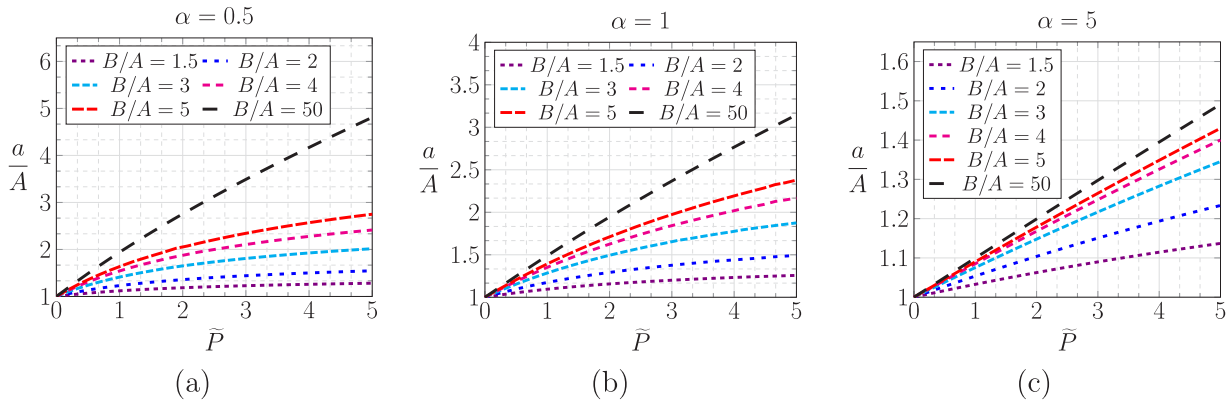 α = 0.5
6
5
4
3
2
1
B/A = 1.5
B/A = 2
B/A = 3
B/A = 4
B/A = 5
B/A = 50
a/A
0 1 2 3 4 5
P̃
(a)
α = 1
4
3.5
3
2.5
2
1.5
1
B/A = 1.5
B/A = 2
B/A = 3
B/A = 4
B/A = 5
B/A = 50
a/A
0 1 2 3 4 5
P̃
(b)
α = 5
1.6
1.5
1.4
1.3
1.2
1.1
1
B/A = 1.5
B/A = 2
B/A = 3
B/A = 4
B/A = 5
B/A = 50
a/A
0 1 2 3 4 5
P̃
(c)